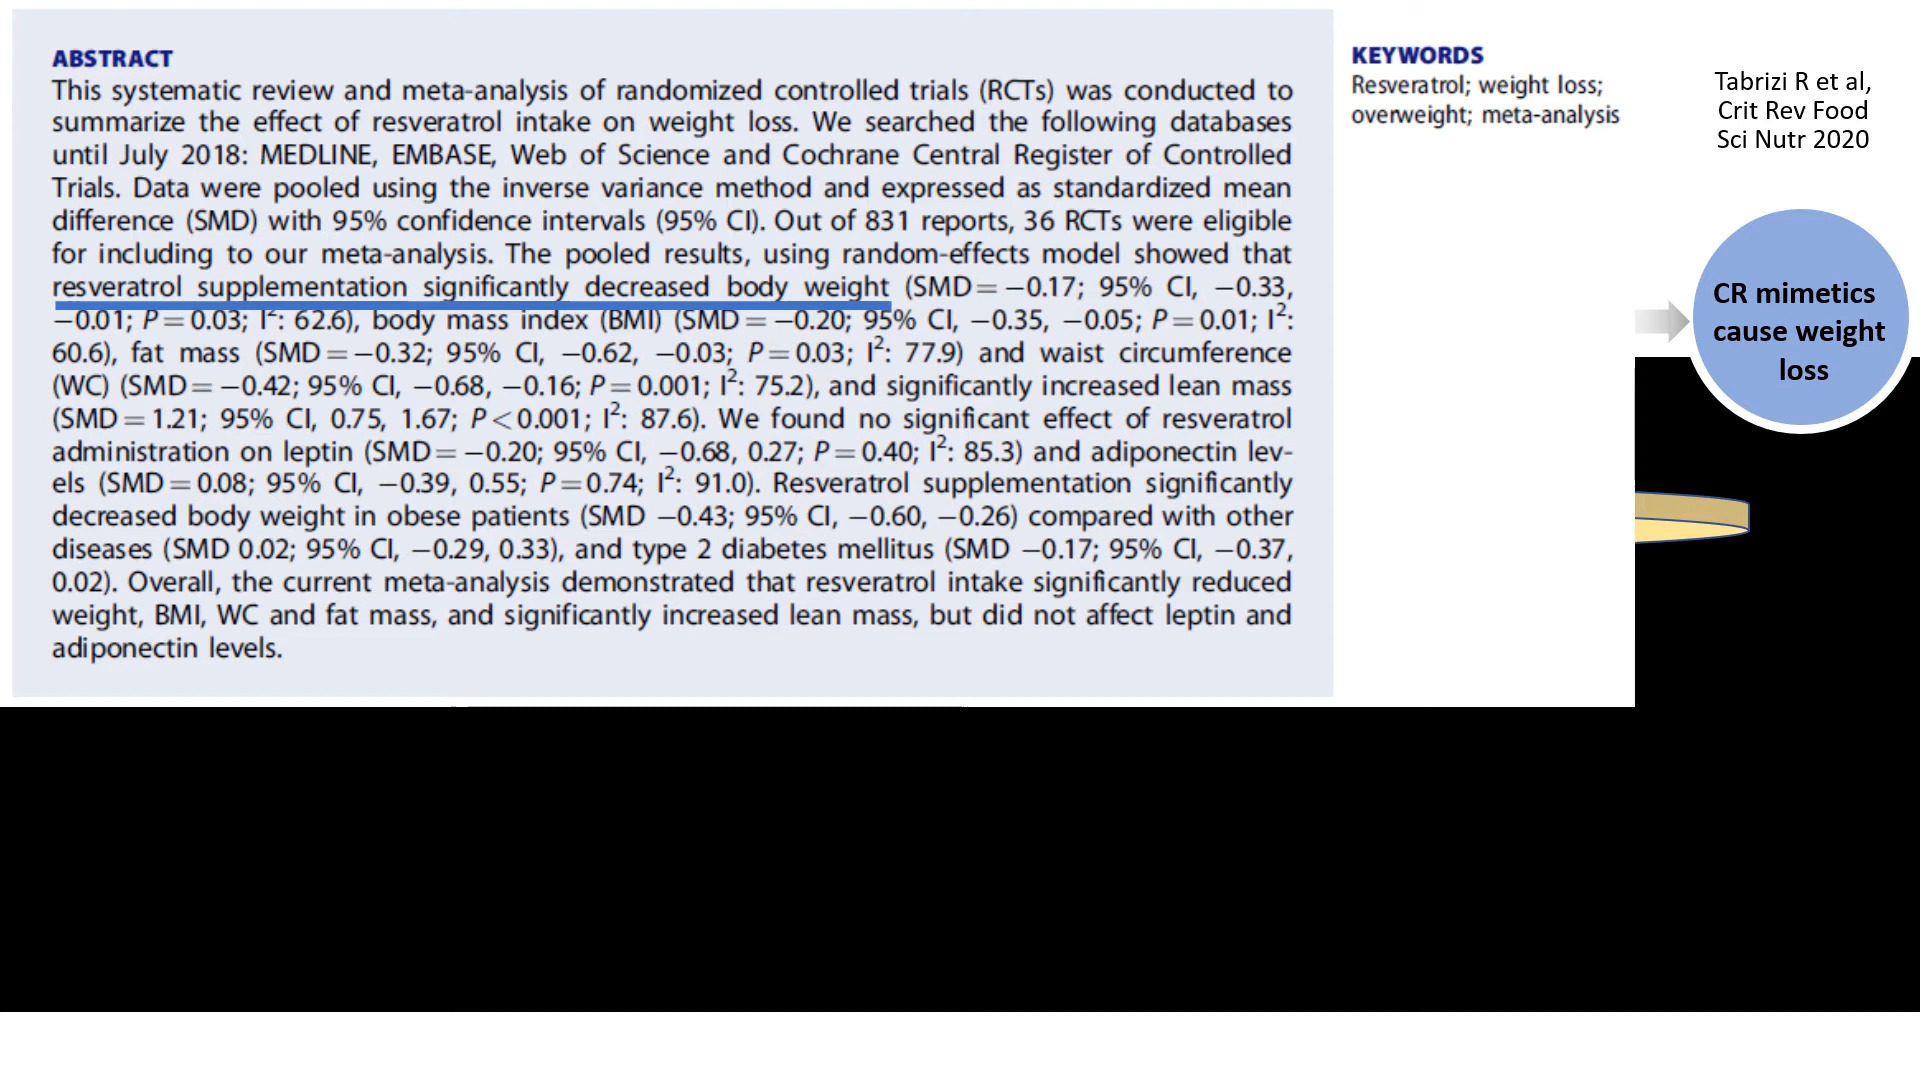 ABSTRACT
This systematic review and meta-analysis of randomized controlled trials (RCTs) was conducted to
summarize the effect of resveratrol intake on weight loss. We searched the following databases
until July 2018: MEDLINE, EMBASE, Web of Science and Cochrane Central Register of Controlled
Trials. Data were pooled using the inverse variance method and expressed as standardized mean
difference (SMD) with 95% confidence intervals (95% CI). Out of 831 reports, 36 RCTs were eligible
for including to our meta-analysis. The pooled results, using random-effects model showed that
resveratrol supplementation significantly decreased body weight (SMD = −0.17; 95% CI, −0.33,
−0.01; P = 0.03; I²: 62.6), body mass index (BMI) (SMD = −0.20; 95% CI, −0.35, −0.05; P = 0.01; I²:
60.6), fat mass (SMD = −0.32; 95% CI, −0.62, −0.03; P = 0.03; I²: 77.9) and waist circumference
(WC) (SMD = −0.42; 95% CI, −0.68, −0.16; P = 0.001; I²: 75.2), and significantly increased lean mass
(SMD = 1.21; 95% CI, 0.75, 1.67; P < 0.001; I²: 87.6). We found no significant effect of resveratrol
administration on leptin (SMD = −0.20; 95% CI, −0.68, 0.27; P = 0.40; I²: 85.3) and adiponectin lev-
els (SMD = 0.08; 95% CI, −0.39, 0.55; P = 0.74; I²: 91.0). Resveratrol supplementation significantly
decreased body weight in obese patients (SMD −0.43; 95% CI, −0.60, −0.26) compared with other
diseases (SMD 0.02; 95% CI, −0.29, 0.33), and type 2 diabetes mellitus (SMD −0.17; 95% CI, −0.37,
0.02). Overall, the current meta-analysis demonstrated that resveratrol intake significantly reduced
weight, BMI, WC and fat mass, and significantly increased lean mass, but did not affect leptin and
adiponectin levels.
KEYWORDS
Resveratrol; weight loss;
overweight; meta-analysis
Tabrizi R et al,
Crit Rev Food
Sci Nutr 2020
CR mimetics
cause weight
loss